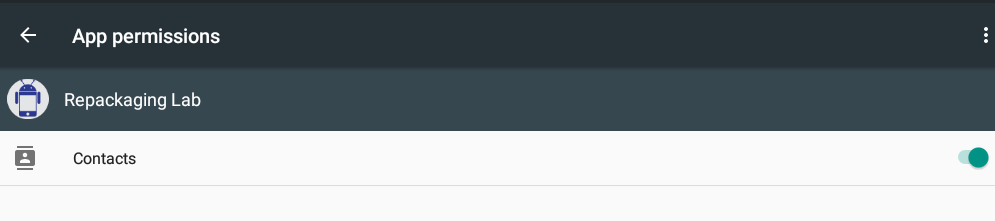 App permissions
Repackaging Lab
Contacts